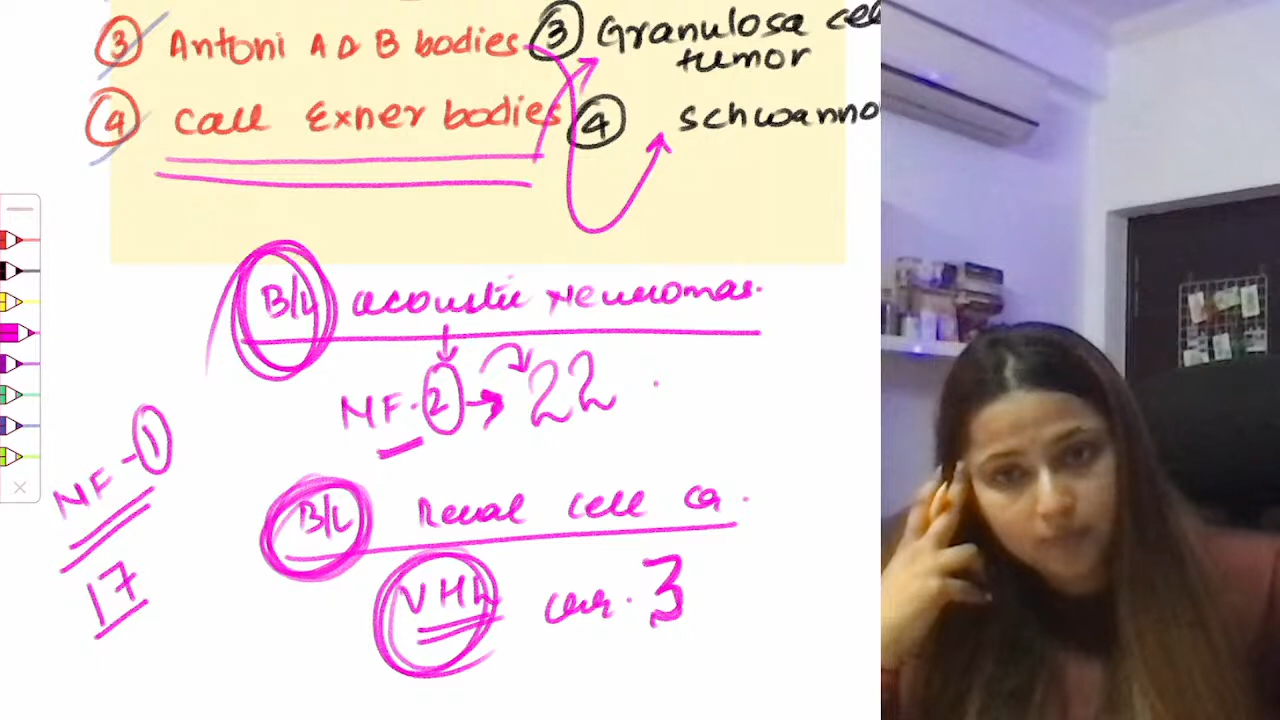 ③ Antoni A D B bodies
③ Granulosa cel
tumor
④ Call Exner bodies
④ Schwanno
B/L acoustic Neuromas.
NF-2 → 22
NF-1
17
B/L Renal cell ca.
VHL chr. 3